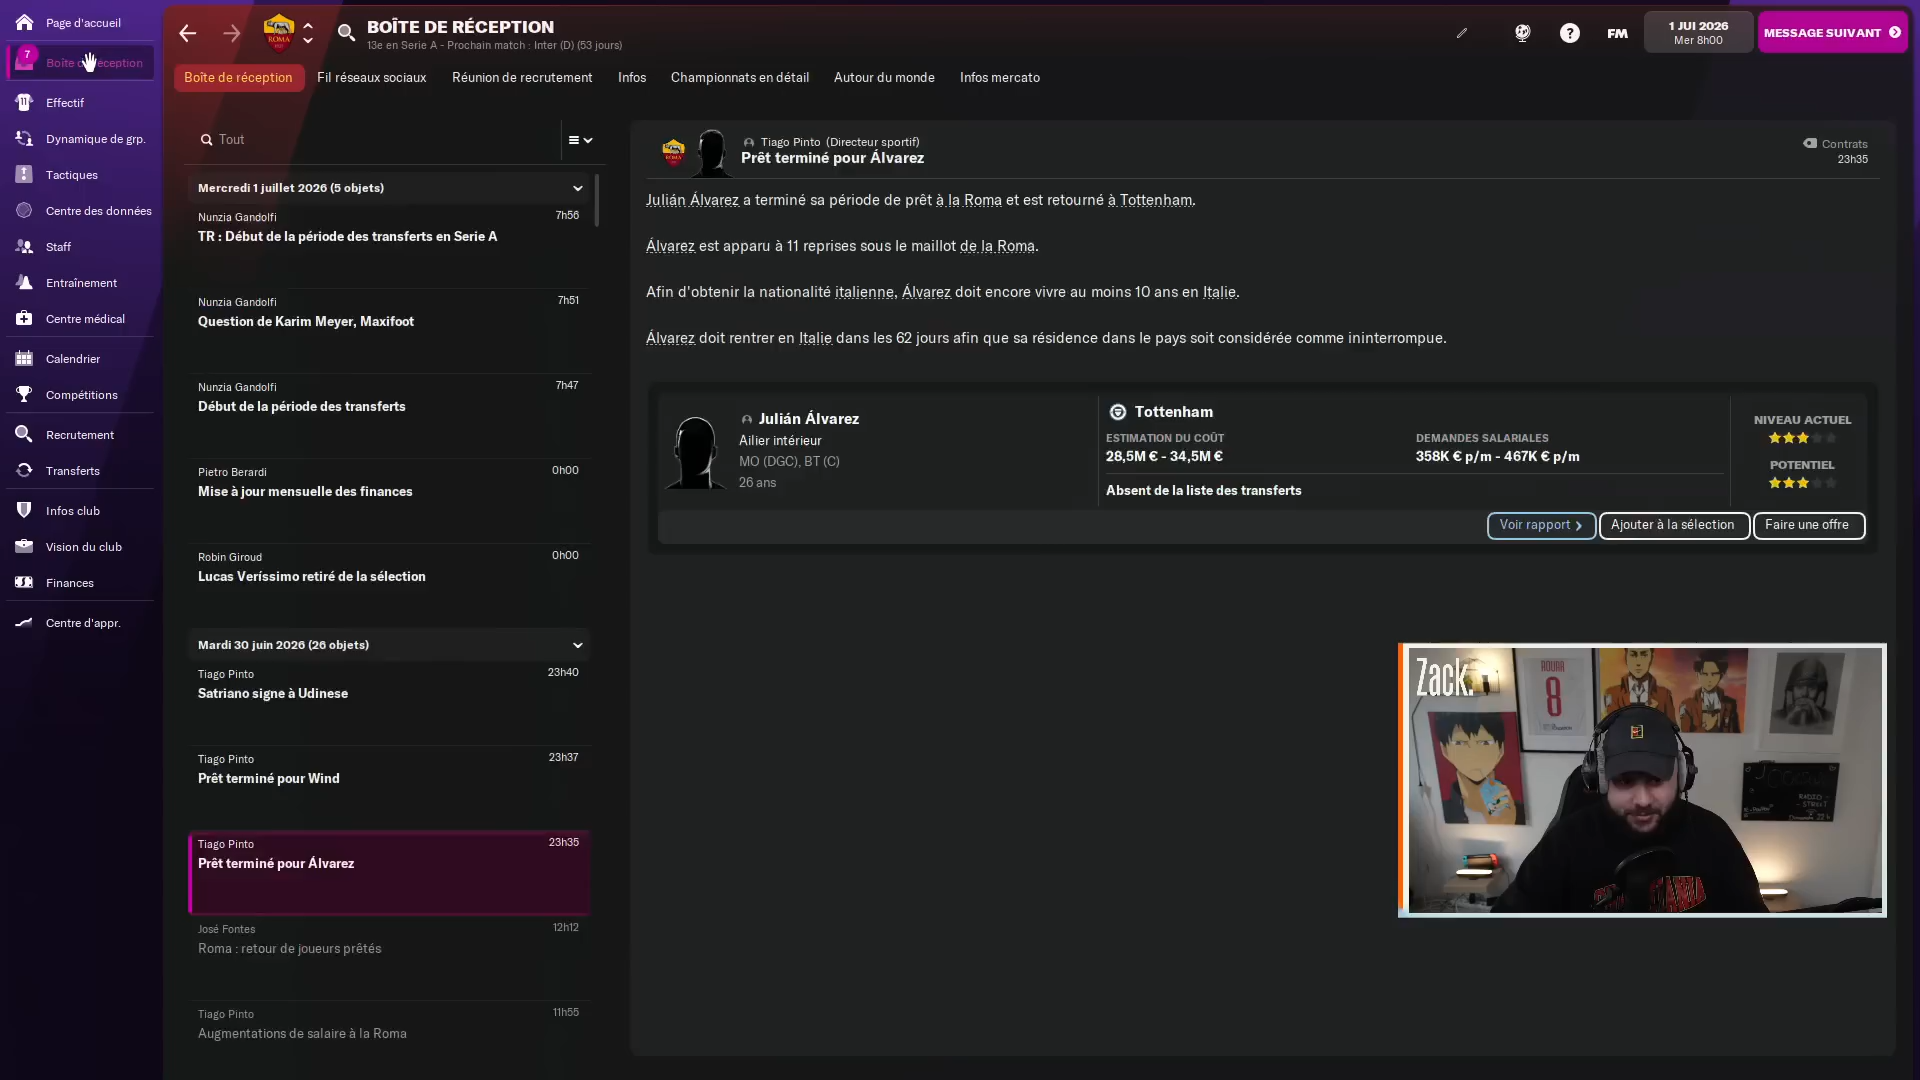 Page d'accueil
7
Boîte de réception
Effectif
Dynamique de grp.
Tactiques
Centre des données
Staff
Entraînement
Centre médical
Calendrier
Compétitions
Recrutement
Transferts
Infos club
Vision du club
Finances
Centre d'appr.
BOÎTE DE RÉCEPTION
13e en Serie A - Prochain match : Inter (D) (53 jours)
FM
1 JUI 2026
Mer 8h00
MESSAGE SUIVANT
Boîte de réception
Fil réseaux sociaux
Réunion de recrutement
Infos
Championnats en détail
Autour du monde
Infos mercato
Tout
Mercredi 1 juillet 2026 (5 objets)
Nunzia Gandolfi 7h56
TR : Début de la période des transferts en Serie A
Nunzia Gandolfi 7h51
Question de Karim Meyer, Maxifoot
Nunzia Gandolfi 7h47
Début de la période des transferts
Pietro Berardi 0h00
Mise à jour mensuelle des finances
Robin Giroud 0h00
Lucas Veríssimo retiré de la sélection
Mardi 30 juin 2026 (26 objets)
Tiago Pinto 23h40
Satriano signe à Udinese
Tiago Pinto 23h37
Prêt terminé pour Wind
Tiago Pinto 23h35
Prêt terminé pour Álvarez
José Fontes 12h12
Roma : retour de joueurs prêtés
Tiago Pinto 11h55
Augmentations de salaire à la Roma
Tiago Pinto (Directeur sportif)
Prêt terminé pour Álvarez
Contrats
23h35
Julián Álvarez a terminé sa période de prêt à la Roma et est retourné à Tottenham.
Álvarez est apparu à 11 reprises sous le maillot de la Roma.
Afin d'obtenir la nationalité italienne, Álvarez doit encore vivre au moins 10 ans en Italie.
Álvarez doit rentrer en Italie dans les 62 jours afin que sa résidence dans le pays soit considérée comme ininterrompue.
Julián Álvarez
Ailier intérieur
MO (DGC), BT (C)
26 ans
Tottenham
ESTIMATION DU COÛT
28,5M € - 34,5M €
DEMANDES SALARIALES
358K € p/m - 467K € p/m
Absent de la liste des transferts
NIVEAU ACTUEL
POTENTIEL
Voir rapport
Ajouter à la sélection
Faire une offre
Zack.
8